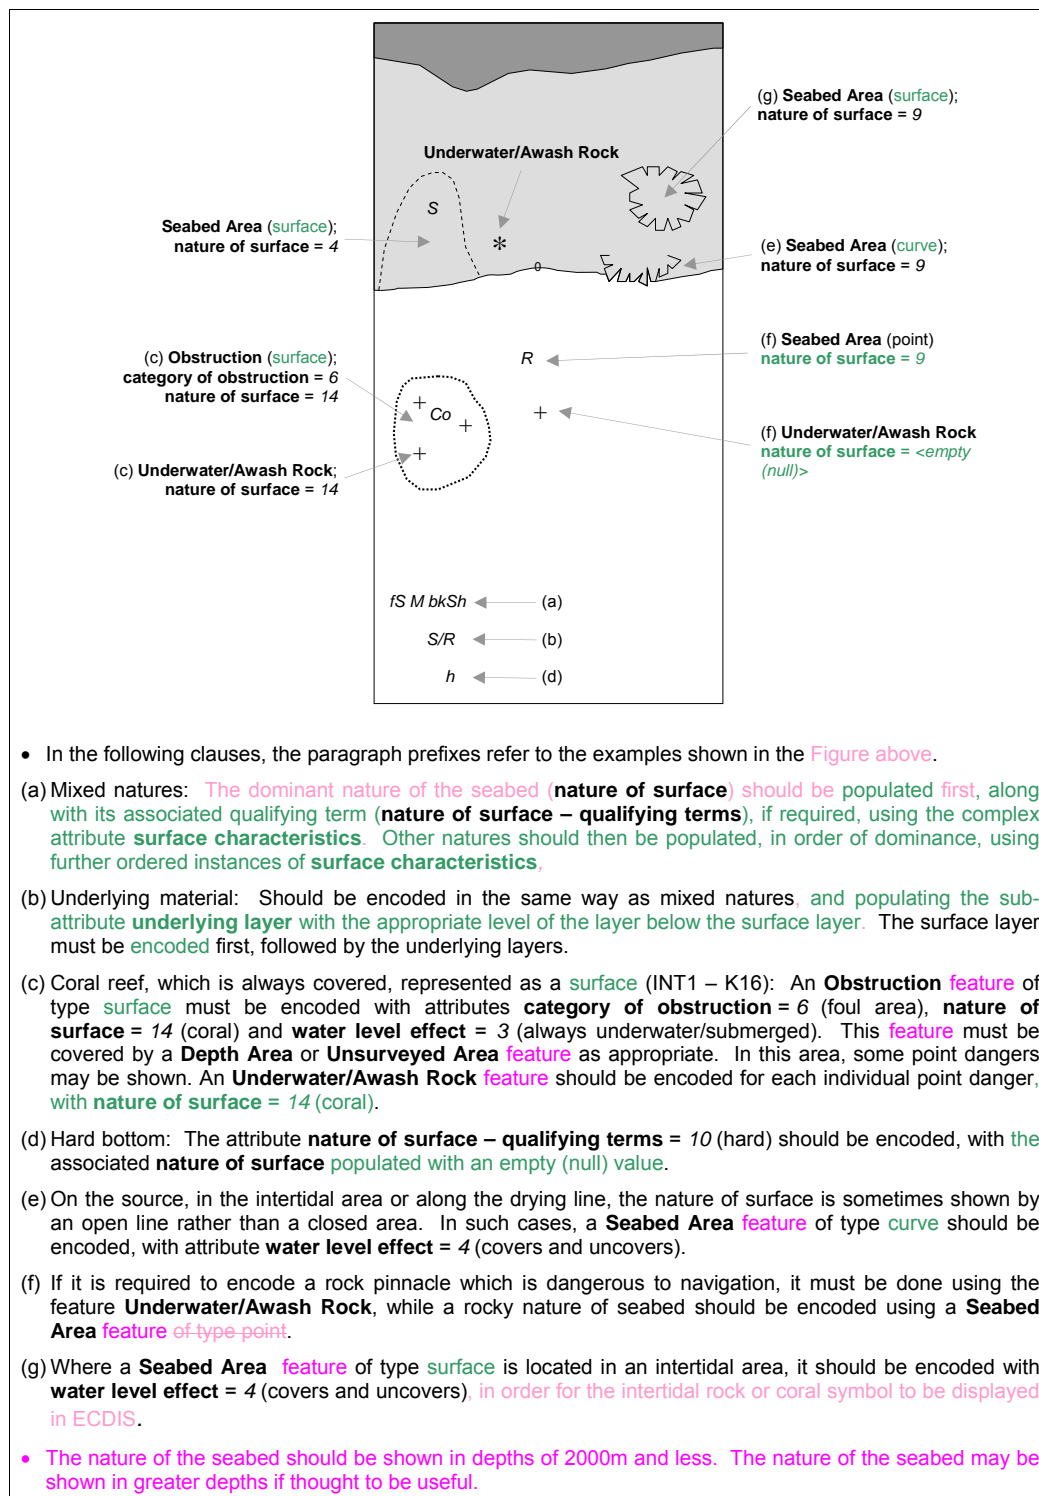 (g) Seabed Area (surface);
nature of surface = 9
Underwater/Awash Rock
S
Seabed Area (surface);
nature of surface = 4
*
(e) Seabed Area (curve);
nature of surface = 9
0
(c) Obstruction (surface);
category of obstruction = 6
nature of surface = 14
R
(f) Seabed Area (point)
nature of surface = 9
Co
(f) Underwater/Awash Rock
nature of surface = <empty
(null)>
(c) Underwater/Awash Rock;
nature of surface = 14
fS M bkSh (a)
S/R (b)
h (d)
• In the following clauses, the paragraph prefixes refer to the examples shown in the Figure above.
(a) Mixed natures: The dominant nature of the seabed (nature of surface) should be populated first, along
with its associated qualifying term (nature of surface – qualifying terms), if required, using the complex
attribute surface characteristics. Other natures should then be populated, in order of dominance, using
further ordered instances of surface characteristics,
(b) Underlying material: Should be encoded in the same way as mixed natures, and populating the sub-
attribute underlying layer with the appropriate level of the layer below the surface layer. The surface layer
must be encoded first, followed by the underlying layers.
(c) Coral reef, which is always covered, represented as a surface (INT1 – K16): An Obstruction feature of
type surface must be encoded with attributes category of obstruction = 6 (foul area), nature of
surface = 14 (coral) and water level effect = 3 (always underwater/submerged). This feature must be
covered by a Depth Area or Unsurveyed Area feature as appropriate. In this area, some point dangers
may be shown. An Underwater/Awash Rock feature should be encoded for each individual point danger,
with nature of surface = 14 (coral).
(d) Hard bottom: The attribute nature of surface – qualifying terms = 10 (hard) should be encoded, with the
associated nature of surface populated with an empty (null) value.
(e) On the source, in the intertidal area or along the drying line, the nature of surface is sometimes shown by
an open line rather than a closed area. In such cases, a Seabed Area feature of type curve should be
encoded, with attribute water level effect = 4 (covers and uncovers).
(f) If it is required to encode a rock pinnacle which is dangerous to navigation, it must be done using the
feature Underwater/Awash Rock, while a rocky nature of seabed should be encoded using a Seabed
Area feature of type point.
(g) Where a Seabed Area feature of type surface is located in an intertidal area, it should be encoded with
water level effect = 4 (covers and uncovers), in order for the intertidal rock or coral symbol to be displayed
in ECDIS.
• The nature of the seabed should be shown in depths of 2000m and less. The nature of the seabed may be
shown in greater depths if thought to be useful.